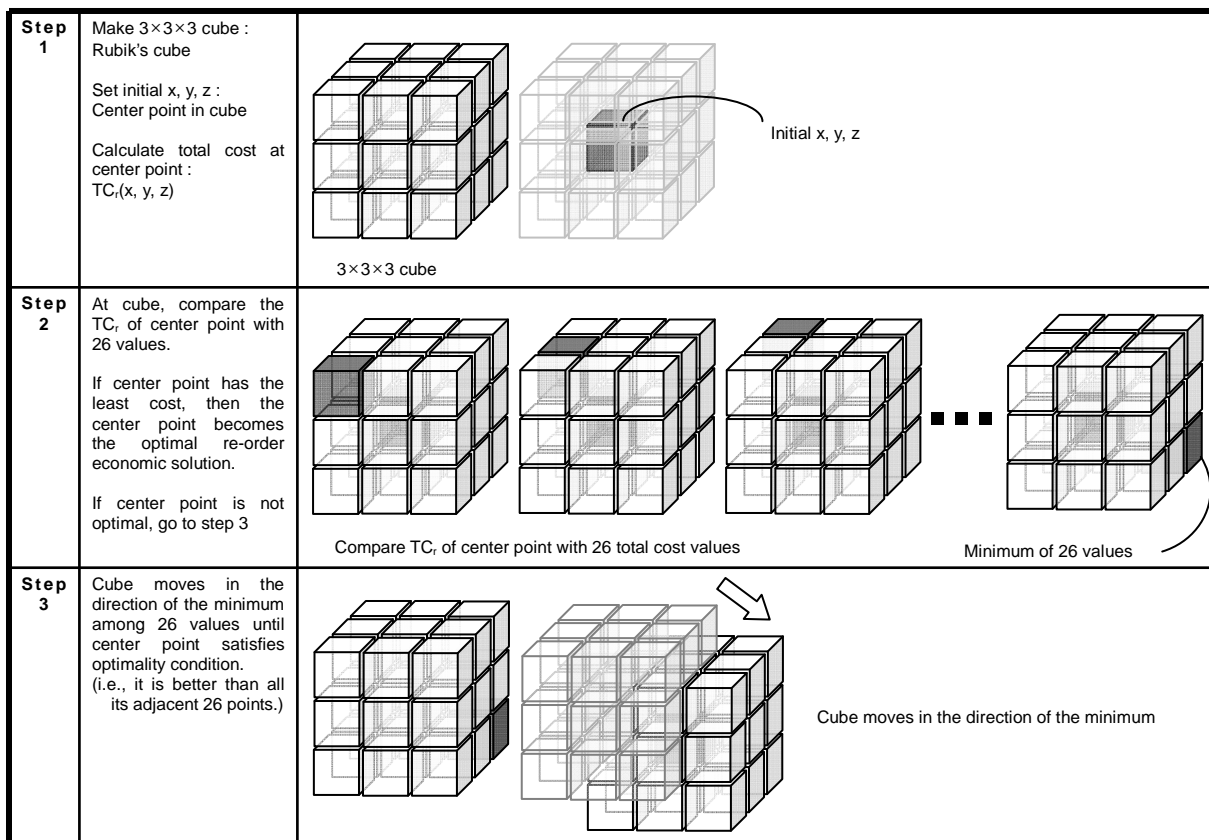 Step
1
Make 3×3×3 cube :
Rubik's cube
Set initial x, y, z :
Center point in cube
Calculate total cost at
center point :
TCr(x, y, z)
Initial x, y, z
3×3×3 cube
Step
2
At cube, compare the
TCr of center point with
26 values.
If center point has the
least cost, then the
center point becomes
the optimal re-order
economic solution.
If center point is not
optimal, go to step 3
Compare TCr of center point with 26 total cost values
Minimum of 26 values
Step
3
Cube moves in the
direction of the minimum
among 26 values until
center point satisfies
optimality condition.
(i.e., it is better than all
its adjacent 26 points.)
Cube moves in the direction of the minimum